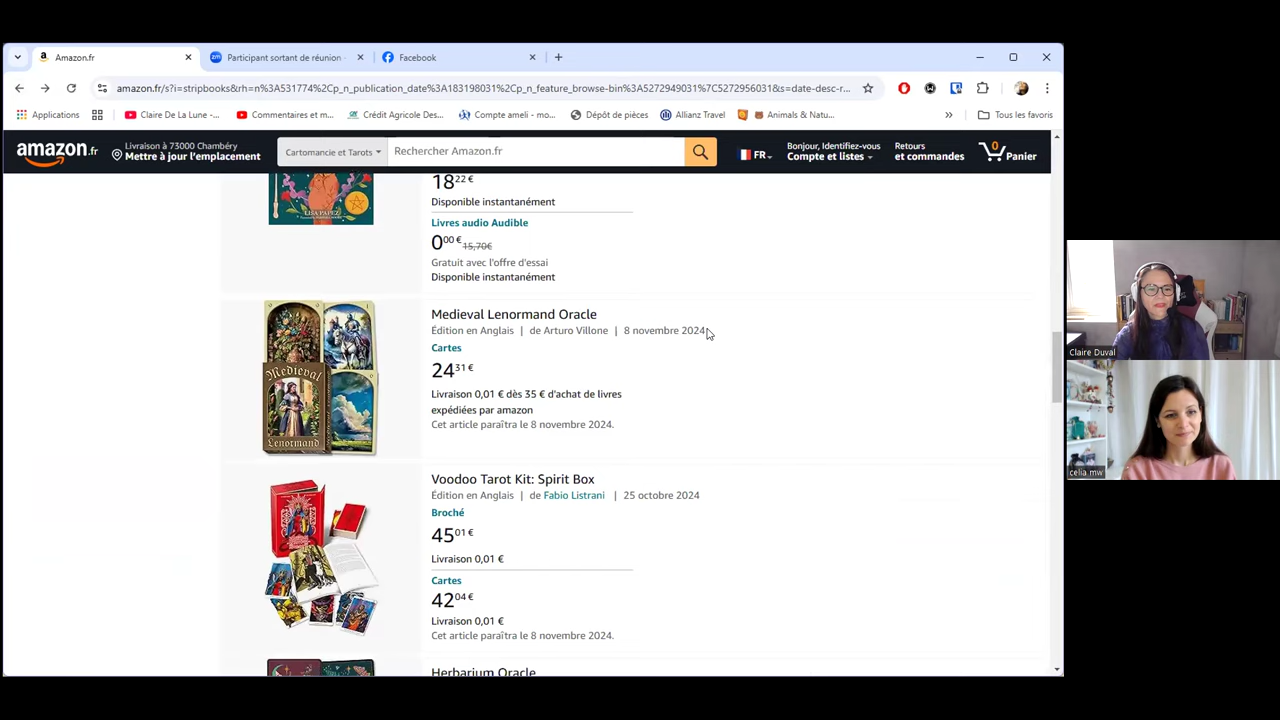 Amazon.fr
Participant sortant de réunion -
Facebook
amazon.fr/s?i=stripbooks&rh=n%3A531774%2Cp_n_publication_date%3A183198031%2Cp_n_feature_browse-bin%3A5272949031%7C5272956031&s=date-desc-r...
Applications
Claire De La Lune -...
Commentaires et m...
Crédit Agricole Des...
Compte ameli - mo...
Dépôt de pièces
Allianz Travel
Animals & Natu...
»
Tous les favoris
amazon.fr
Livraison à 73000 Chambéry
Mettre à jour l'emplacement
Cartomancie et Tarots
Rechercher Amazon.fr
FR
Bonjour, Identifiez-vous
Compte et listes
Retours
et commandes
0
Panier
LISA PAPEZ
18 22 €
Disponible instantanément
Livres audio Audible
0 00 € 15,70€
Gratuit avec l'offre d'essai
Disponible instantanément
Medieval
Lenormand
Medieval Lenormand Oracle
Édition en Anglais | de Arturo Villone | 8 novembre 2024
Cartes
24 31 €
Livraison 0,01 € dès 35 € d'achat de livres
expédiées par amazon
Cet article paraîtra le 8 novembre 2024.
Voodoo Tarot Kit: Spirit Box
Édition en Anglais | de Fabio Listrani | 25 octobre 2024
Broché
45 01 €
Livraison 0,01 €
Cartes
42 04 €
Livraison 0,01 €
Cet article paraîtra le 8 novembre 2024.
Herbarium Oracle
Claire Duval
celia mw